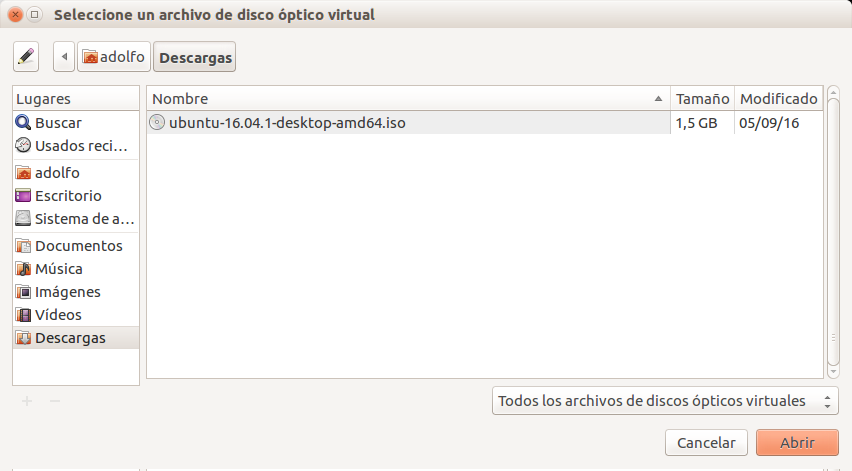 Seleccione un archivo de disco óptico virtual
adolfo Descargas
Lugares
Buscar
Usados reci...
adolfo
Escritorio
Sistema de a...
Documentos
Música
Imágenes
Vídeos
Descargas
Nombre Tamaño Modificado
ubuntu-16.04.1-desktop-amd64.iso 1,5 GB 05/09/16
Todos los archivos de discos ópticos virtuales
Cancelar Abrir